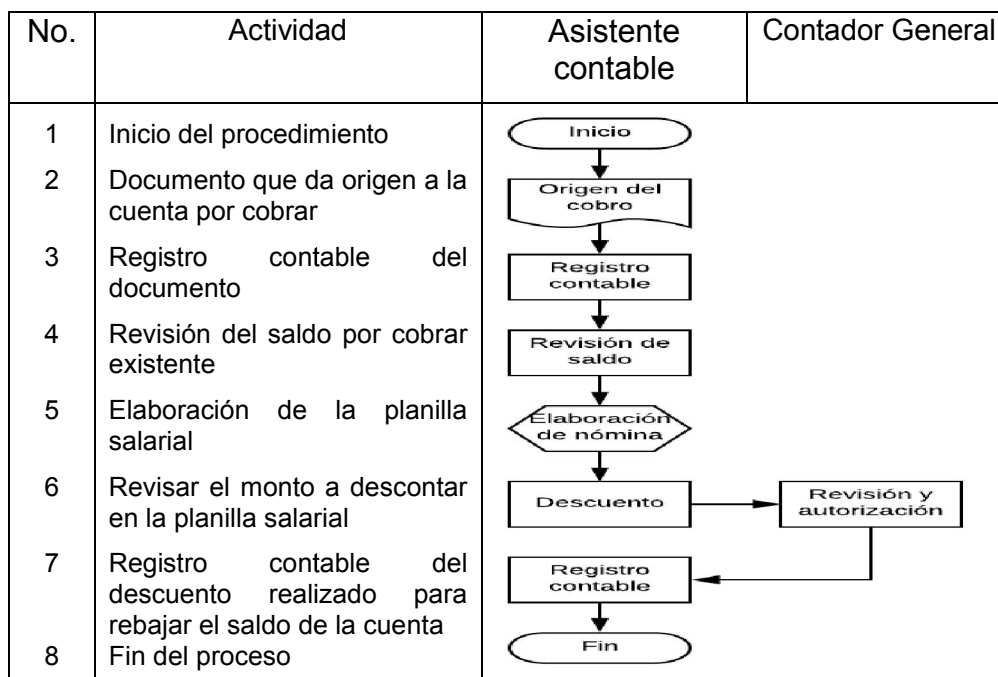 No.
Actividad
Asistente
contable
Contador General
1
Inicio del procedimiento
Inicio
2
Documento que da origen a la
cuenta por cobrar
Origen del
cobro
3
Registro contable del
documento
Registro
contable
4
Revisión del saldo por cobrar
existente
Revisión de
saldo
5
Elaboración de la planilla
salarial
Elaboración
de nómina
6
Revisar el monto a descontar
en la planilla salarial
Descuento
Revisión y
autorización
7
Registro contable del
descuento realizado para
rebajar el saldo de la cuenta
Registro
contable
8
Fin del proceso
Fin